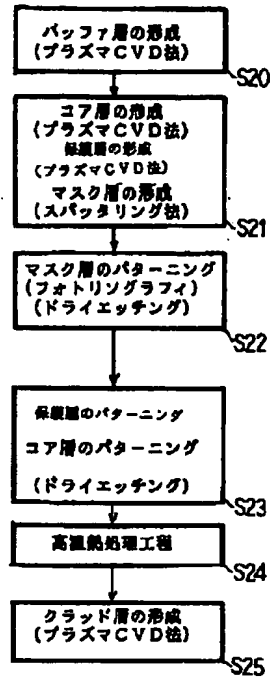 バッファ層の形成
(プラズマCVD法)
S20
コア層の形成
(プラズマCVD法)
保護層の形成
(プラズマCVD法)
マスク層の形成
(スパッタリング法)
S21
マスク層のパターニング
(フォトリソグラフィ)
(ドライエッチング)
S22
保護層のパターニング
コア層のパターニング
(ドライエッチング)
S23
高温熱処理工程
S24
クラッド層の形成
(プラズマCVD法)
S25